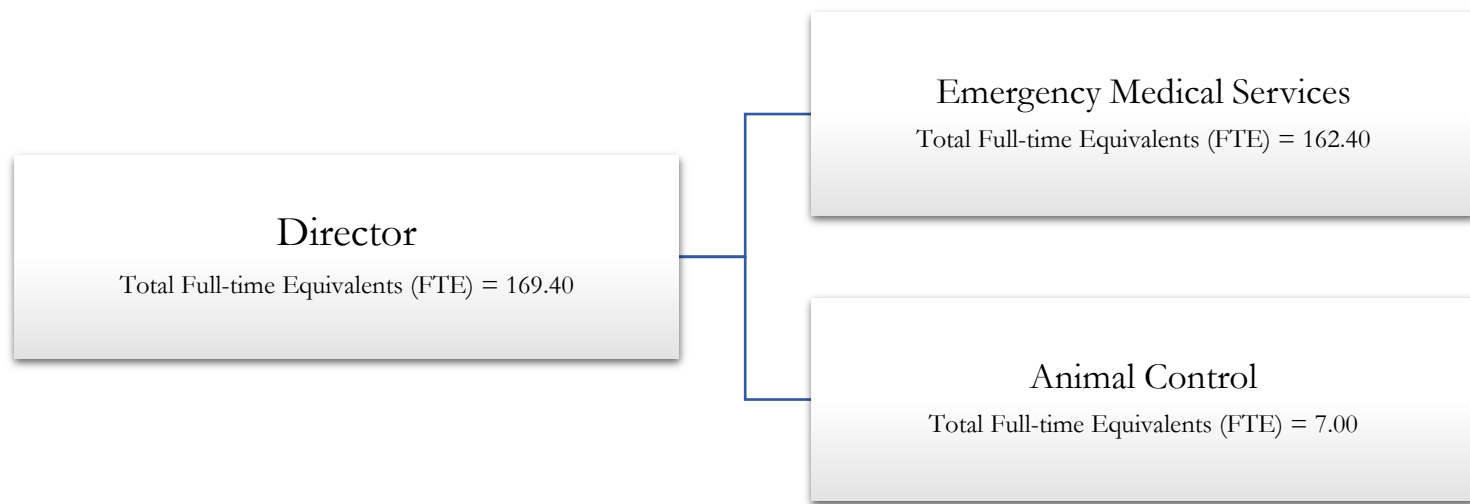 Director
Total Full-time Equivalents (FTE) = 169.40
Emergency Medical Services
Total Full-time Equivalents (FTE) = 162.40
Animal Control
Total Full-time Equivalents (FTE) = 7.00